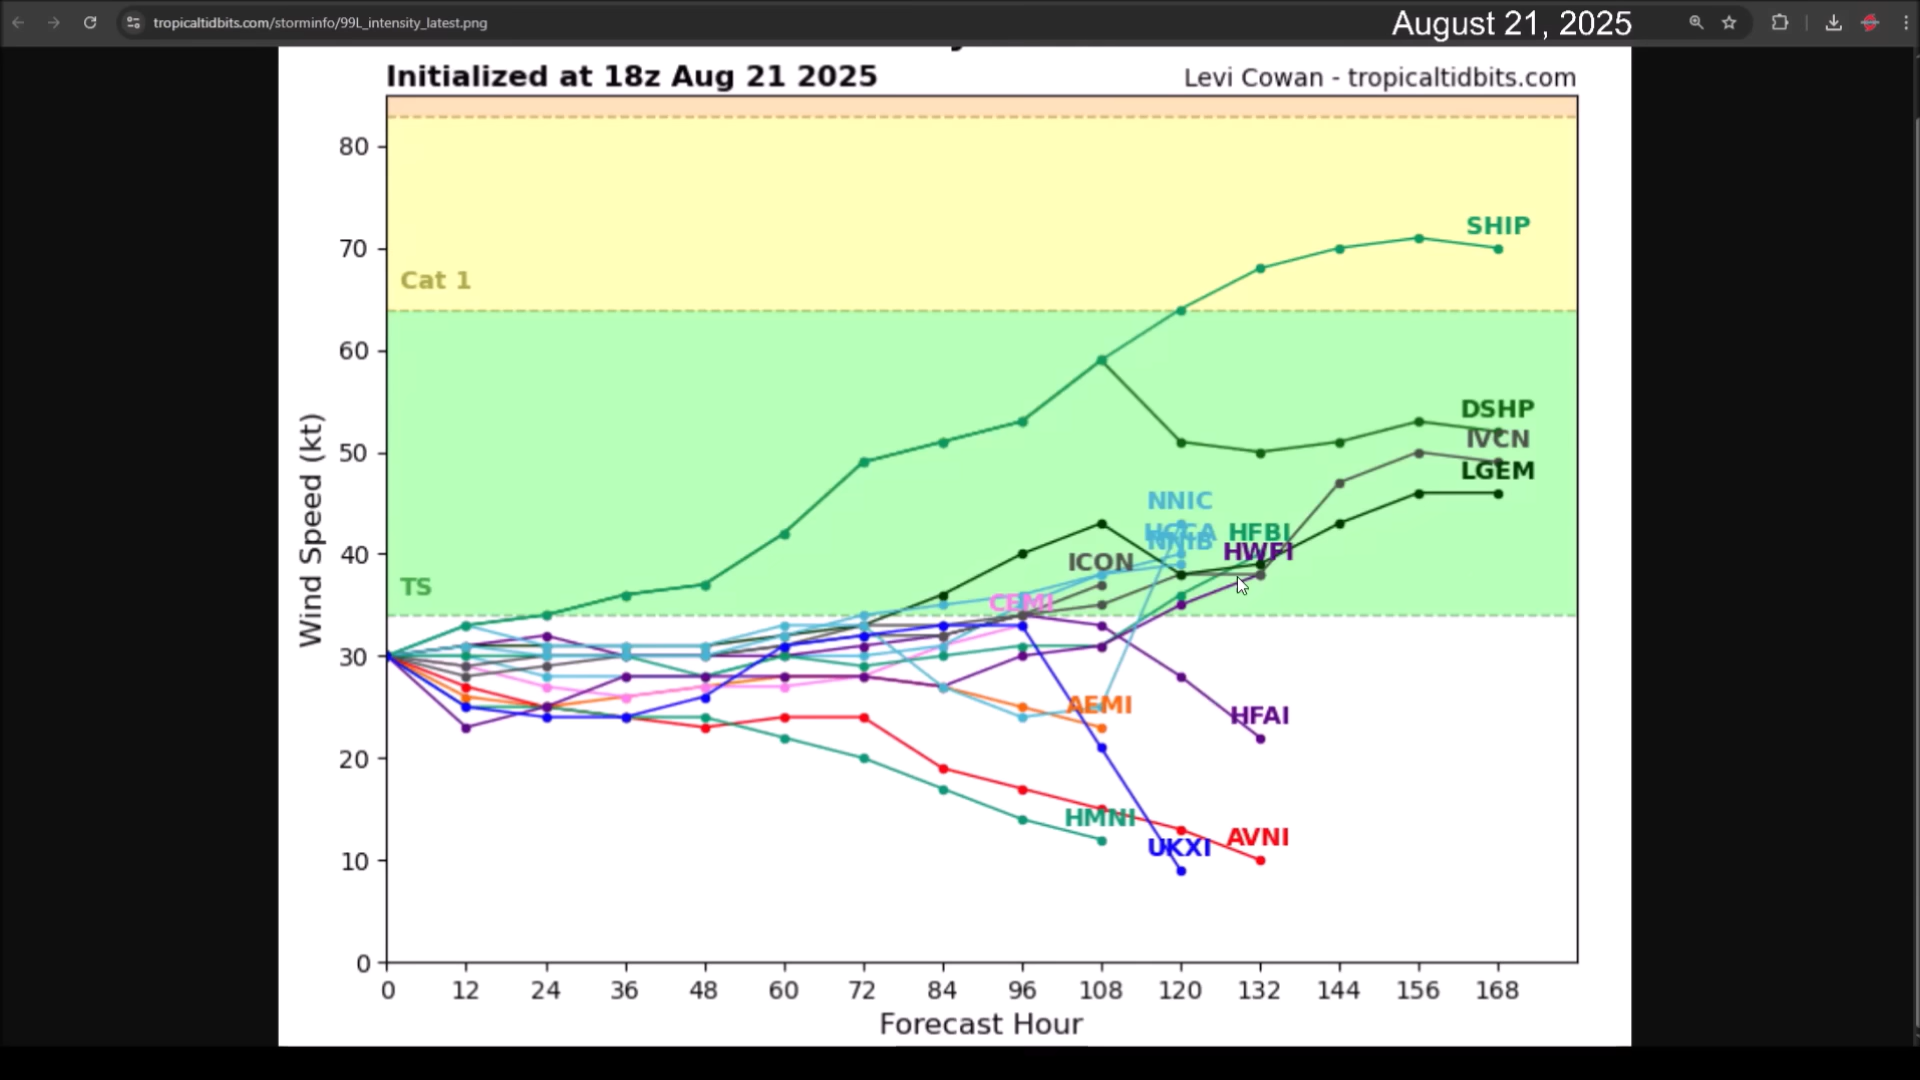 tropicaltidbits.com/storminfo/99L_intensity_latest.png
August 21, 2025
Initialized at 18z Aug 21 2025
Levi Cowan - tropicaltidbits.com
80
SHIP
70
Cat 1
60
DSHP
IVCN
50
LGEM
NNIC
HCCA
HFBI
NNIB
HWFI
40
ICON
TS
CEMI
30
AEMI
HFAI
20
HMNI
AVNI
UKXI
10
0
Wind Speed (kt)
0 12 24 36 48 60 72 84 96 108 120 132 144 156 168
Forecast Hour